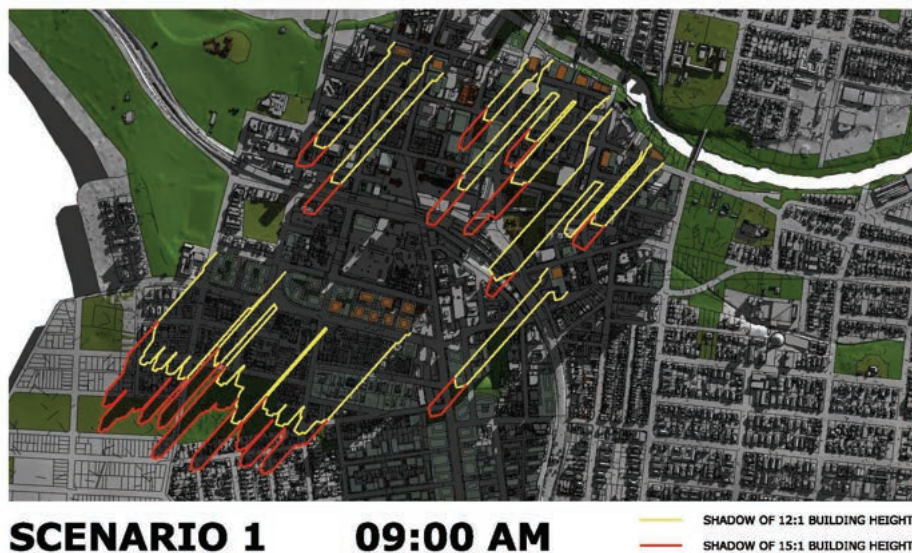 SCENARIO 1 09:00 AM
SHADOW OF 12:1 BUILDING HEIGHT
SHADOW OF 15:1 BUILDING HEIGHT